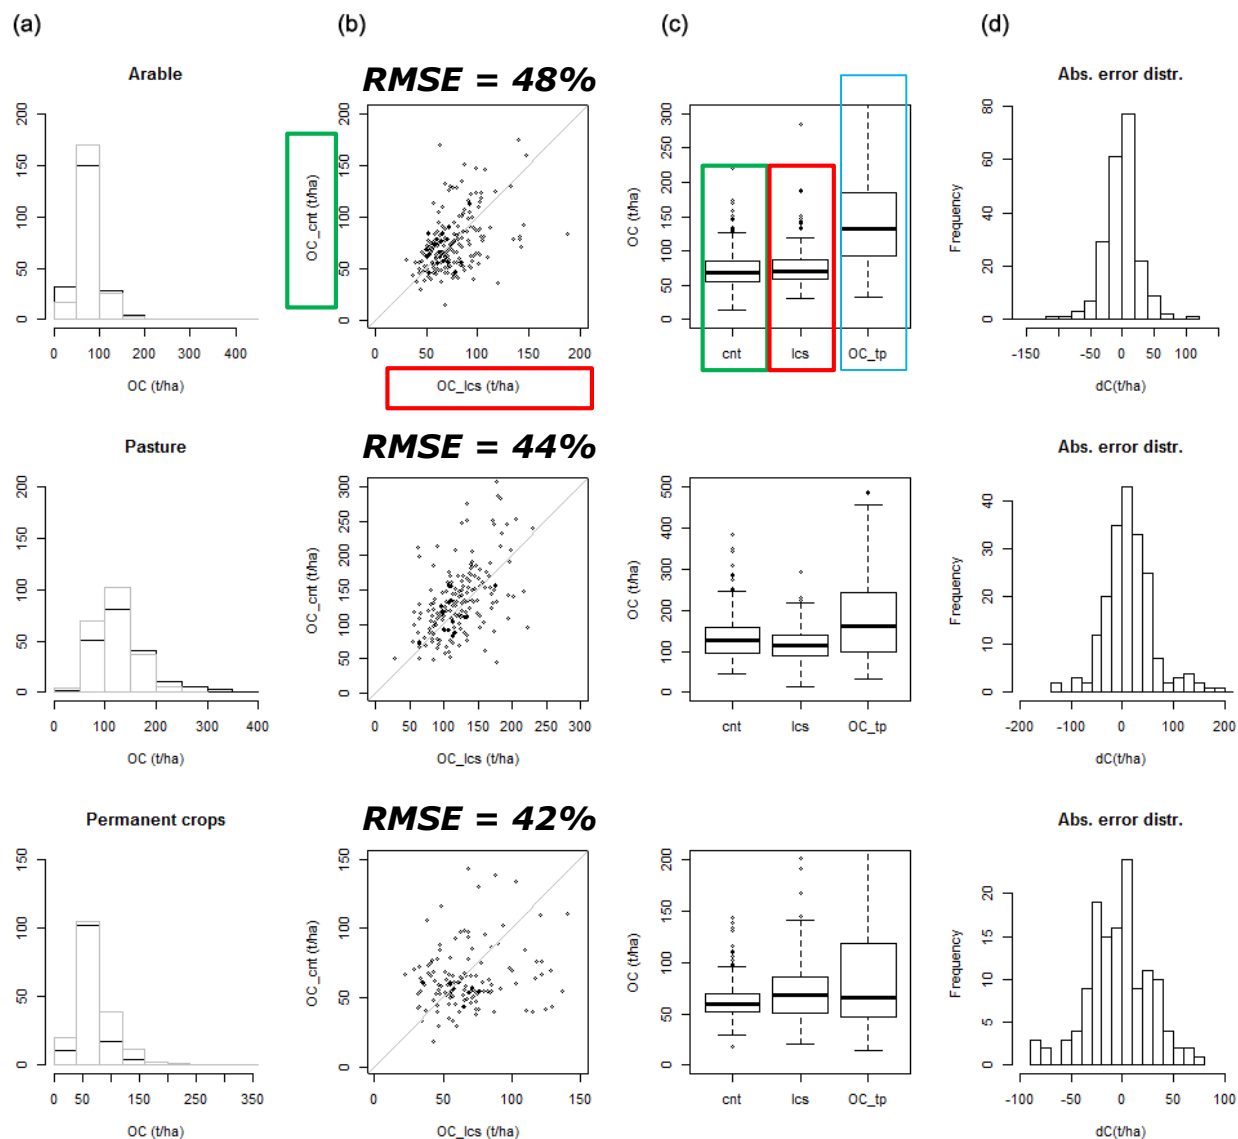 (a) (b) (c) (d)
Arable RMSE = 48% Abs. error distr.
200
150
100
50
0
0 100 200 300 400
OC (t/ha)
OC_cnt (t/ha)
200
150
100
50
0
0 50 100 150 200
OC_lcs (t/ha)
OC (t/ha)
300
250
200
150
100
50
0
cnt lcs OC_tp
Frequency
80
60
40
20
0
-150 -50 0 50 100
dC(t/ha)
Pasture RMSE = 44% Abs. error distr.
200
150
100
50
0
0 100 200 300 400
OC (t/ha)
OC_cnt (t/ha)
300
250
200
150
100
50
0
0 50 100 150 200 250 300
OC_lcs (t/ha)
OC (t/ha)
500
400
300
200
100
0
cnt lcs OC_tp
Frequency
40
30
20
10
0
-200 -100 0 100 200
dC(t/ha)
Permanent crops RMSE = 42% Abs. error distr.
150
100
50
0
0 50 150 250 350
OC (t/ha)
OC_cnt (t/ha)
150
100
50
0
0 50 100 150
OC_lcs (t/ha)
OC (t/ha)
200
150
100
50
0
cnt lcs OC_tp
Frequency
20
15
10
5
0
-100 -50 0 50 100
dC(t/ha)